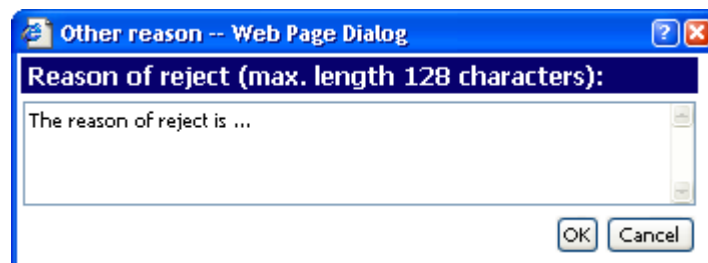 Other reason -- Web Page Dialog
Reason of reject (max. length 128 characters):
The reason of reject is ...
OK Cancel